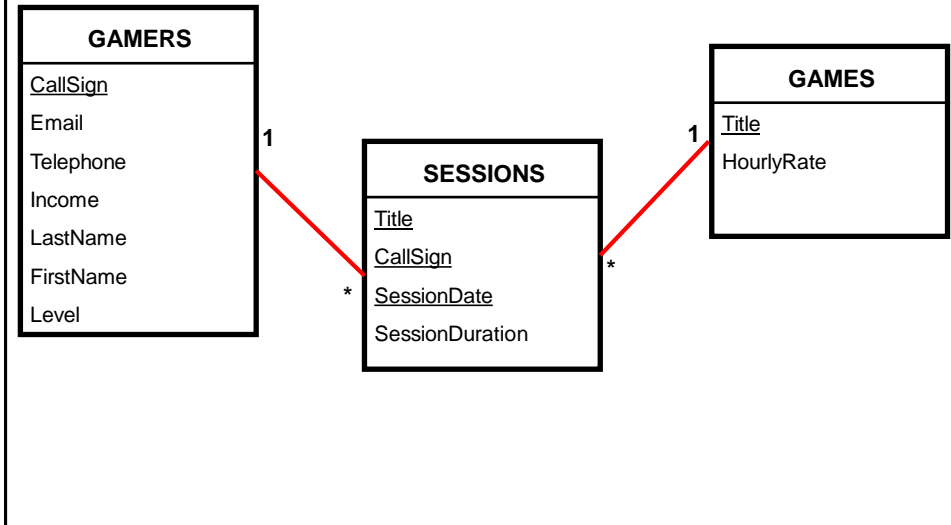 GAMERS
CallSign
Email
Telephone
Income
LastName
FirstName
Level
1
*
SESSIONS
Title
CallSign
SessionDate
SessionDuration
1
*
GAMES
Title
HourlyRate